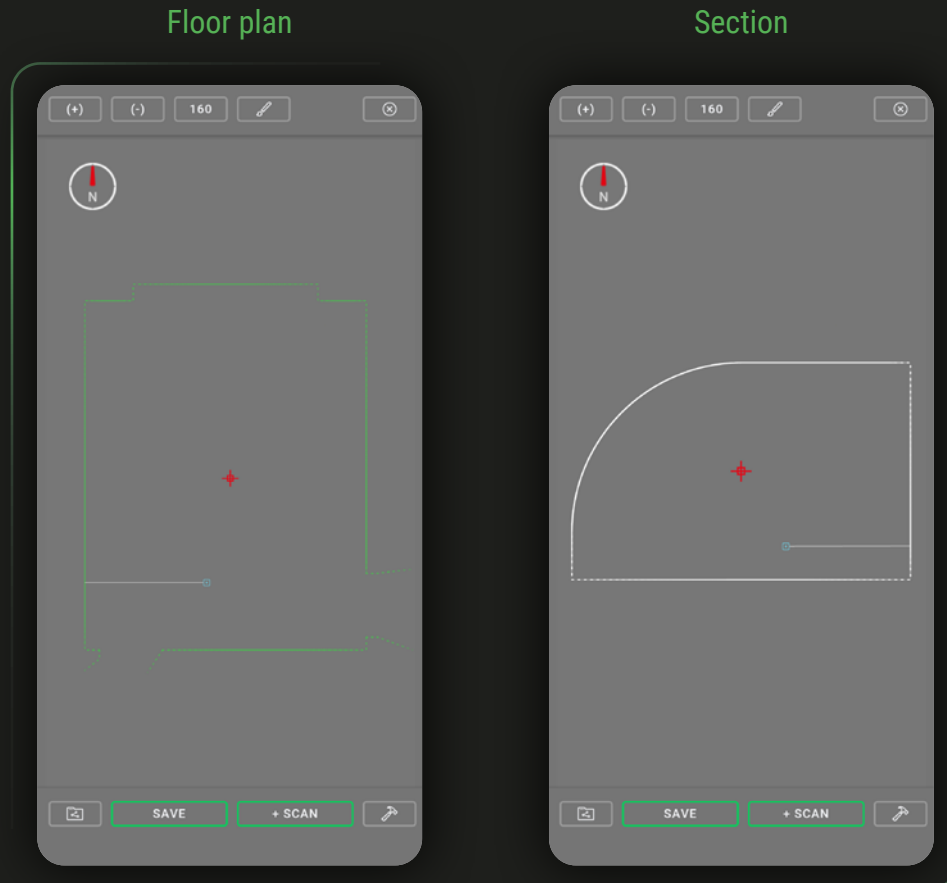 Floor plan
(+) (-) 160
N
SAVE + SCAN
Section
(+) (-) 160
N
SAVE + SCAN